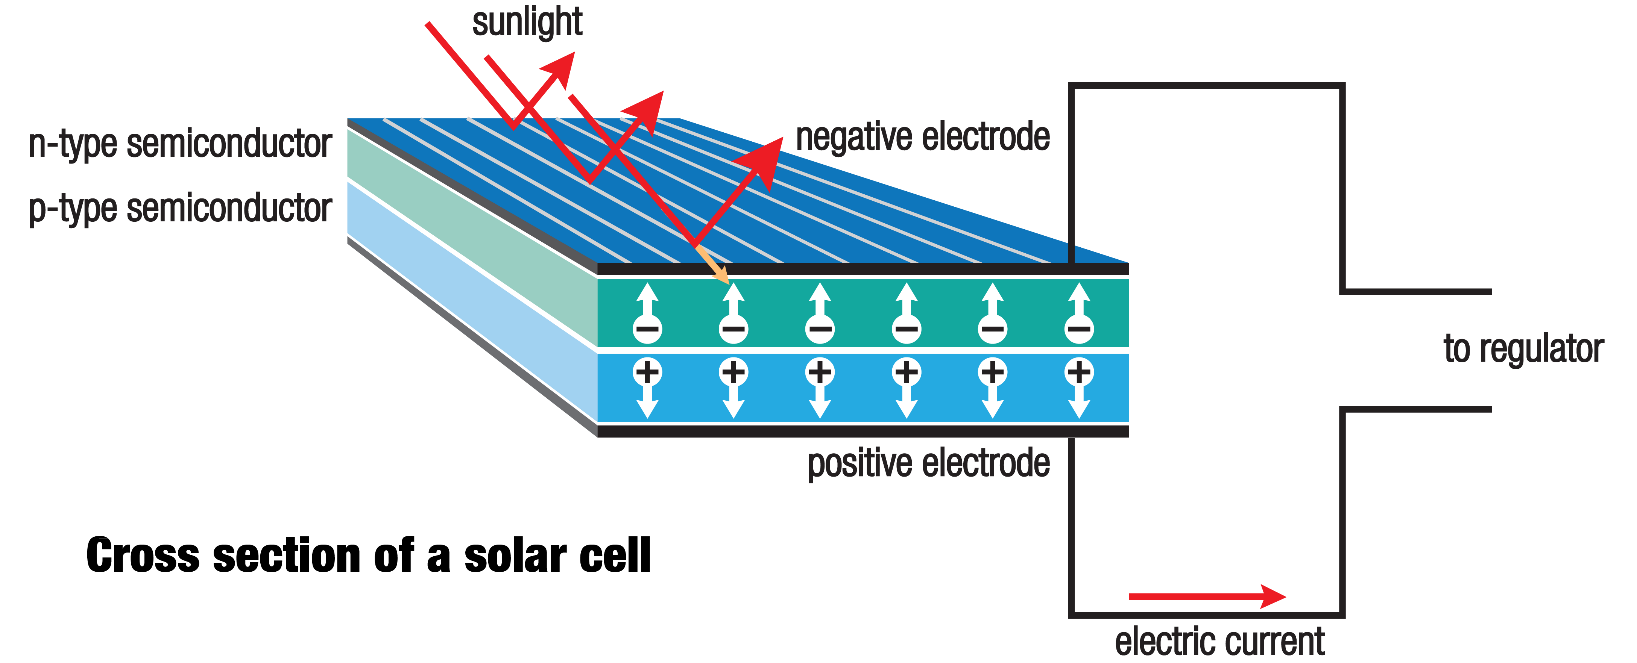 sunlight
n-type semiconductor
negative electrode
p-type semiconductor
to regulator
positive electrode
Cross section of a solar cell
electric current